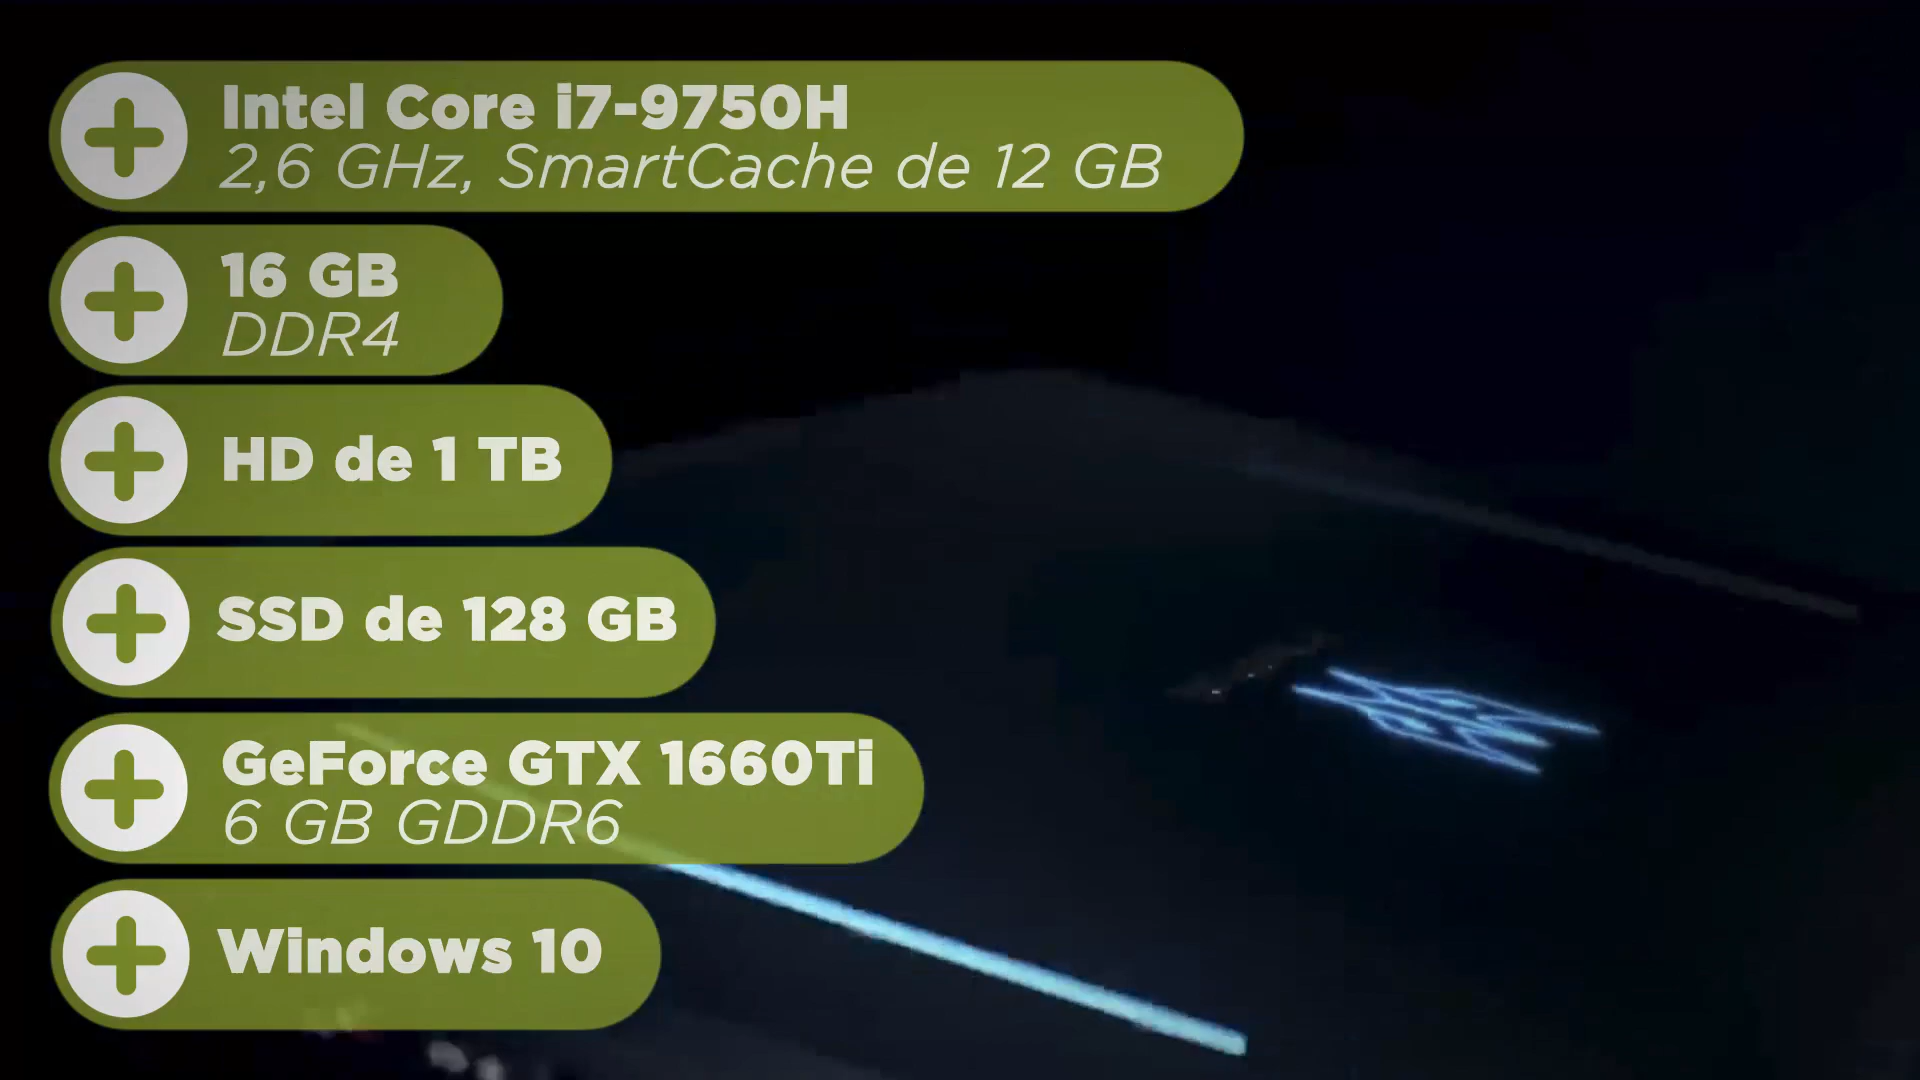 Intel Core i7-9750H
2,6 GHz, SmartCache de 12 GB
16 GB
DDR4
HD de 1 TB
SSD de 128 GB
GeForce GTX 1660Ti
6 GB GDDR6
Windows 10